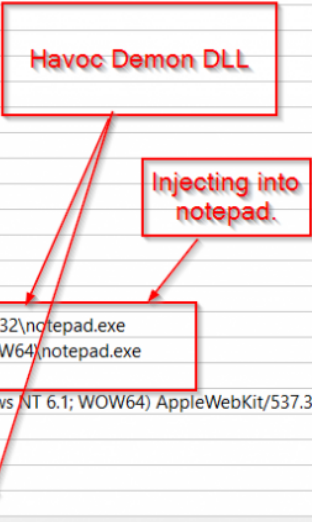 Havoc Demon DLL
Injecting into
notepad.
32\notepad.exe
W64\notepad.exe
ws NT 6.1; WOW64) AppleWebKit/537.3